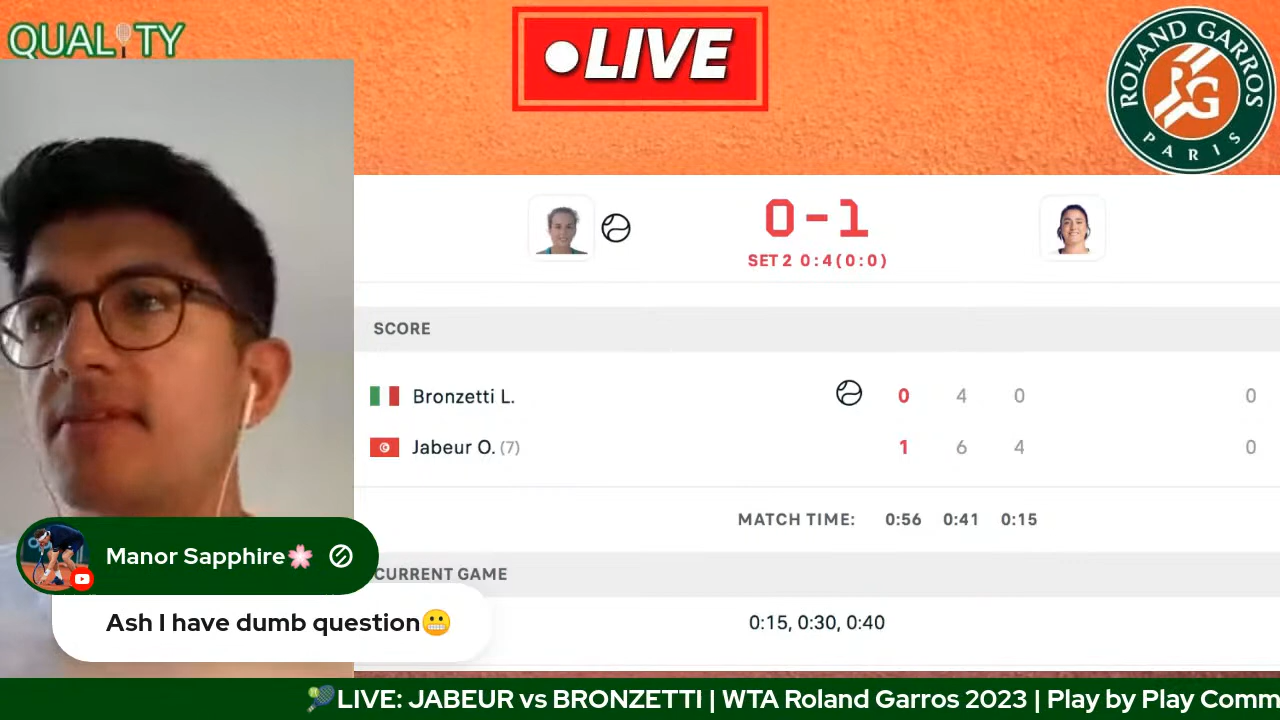 QUALITY
LIVE
ROLAND GARROS
RG
PARIS
0-1
SET 2 0:4(0:0)
SCORE
Bronzetti L. 0 4 0 0
Jabeur O. (7) 1 6 4 0
MATCH TIME: 0:56 0:41 0:15
CURRENT GAME
0:15, 0:30, 0:40
Manor Sapphire🌸
Ash I have dumb question😬
🎾LIVE: JABEUR vs BRONZETTI | WTA Roland Garros 2023 | Play by Play Comm